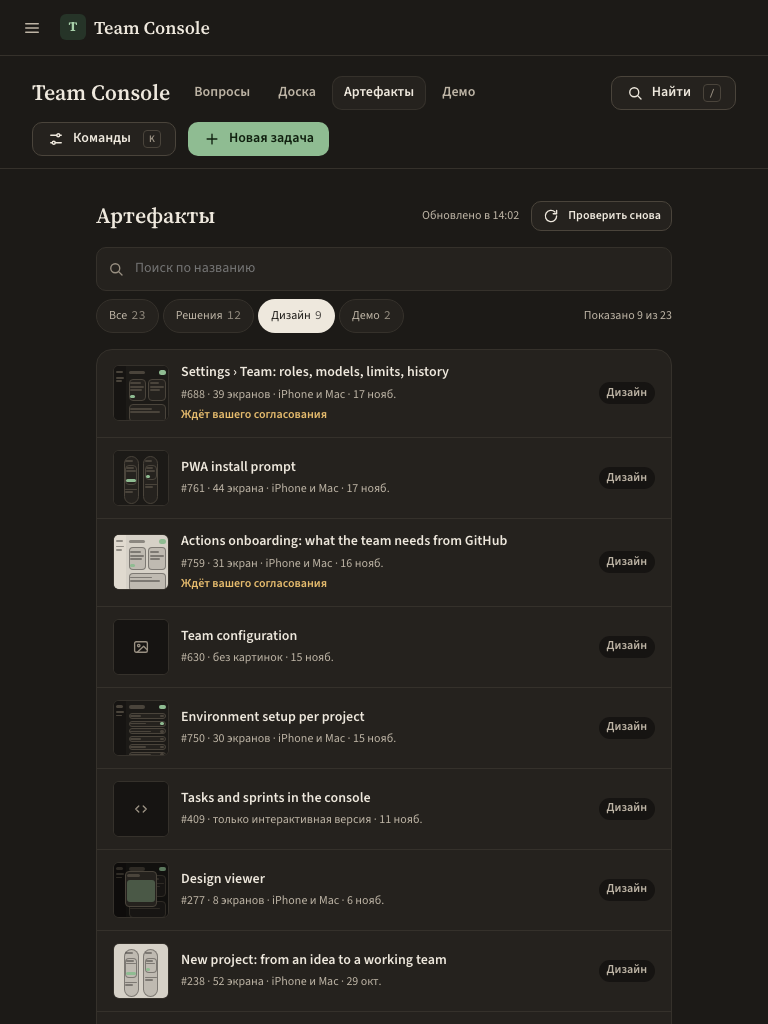 T Team Console
Team Console Вопросы Доска Артефакты Демо Найти /
Команды K Новая задача
Артефакты Обновлено в 14:02 Проверить снова
Поиск по названию
Все 23 Решения 12 Дизайн 9 Демо 2 Показано 9 из 23
Settings › Team: roles, models, limits, history
#688 · 39 экранов · iPhone и Mac · 17 нояб.
Ждёт вашего согласования
Дизайн
PWA install prompt
#761 · 44 экрана · iPhone и Mac · 17 нояб.
Дизайн
Actions onboarding: what the team needs from GitHub
#759 · 31 экран · iPhone и Mac · 16 нояб.
Ждёт вашего согласования
Дизайн
Team configuration
#630 · без картинок · 15 нояб.
Дизайн
Environment setup per project
#750 · 30 экранов · iPhone и Mac · 15 нояб.
Дизайн
Tasks and sprints in the console
#409 · только интерактивная версия · 11 нояб.
Дизайн
Design viewer
#277 · 8 экранов · iPhone и Mac · 6 нояб.
Дизайн
New project: from an idea to a working team
#238 · 52 экрана · iPhone и Mac · 29 окт.
Дизайн